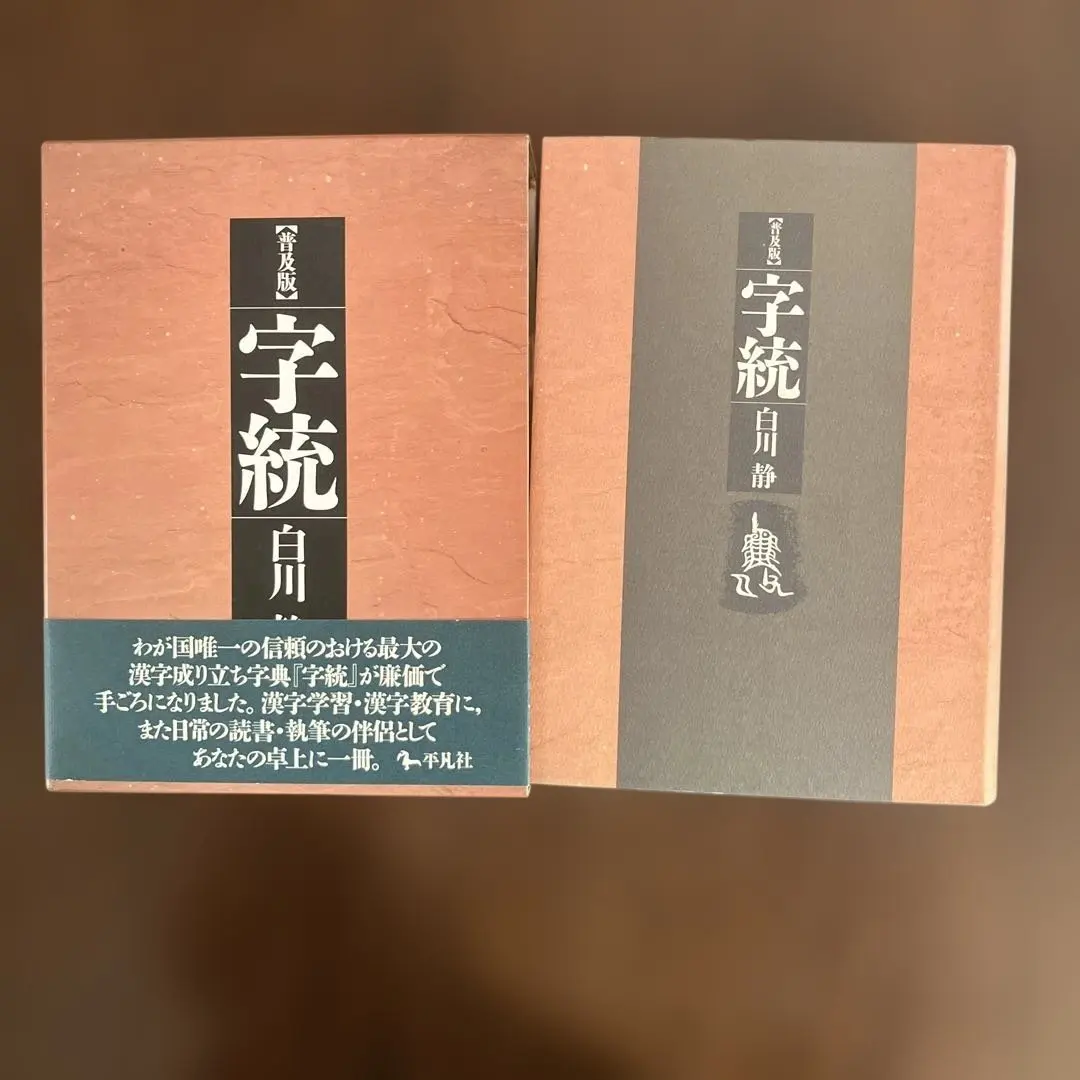 【普及版】
字統
白川
わが国唯一の信頼のおける最大の
漢字成り立ち字典『字統』が廉価で
手ごろになりました。漢字学習・漢字教育に、
また日常の読書・執筆の伴侶として
あなたの卓上に一冊。 平凡社
【普及版】
字統
白川 静